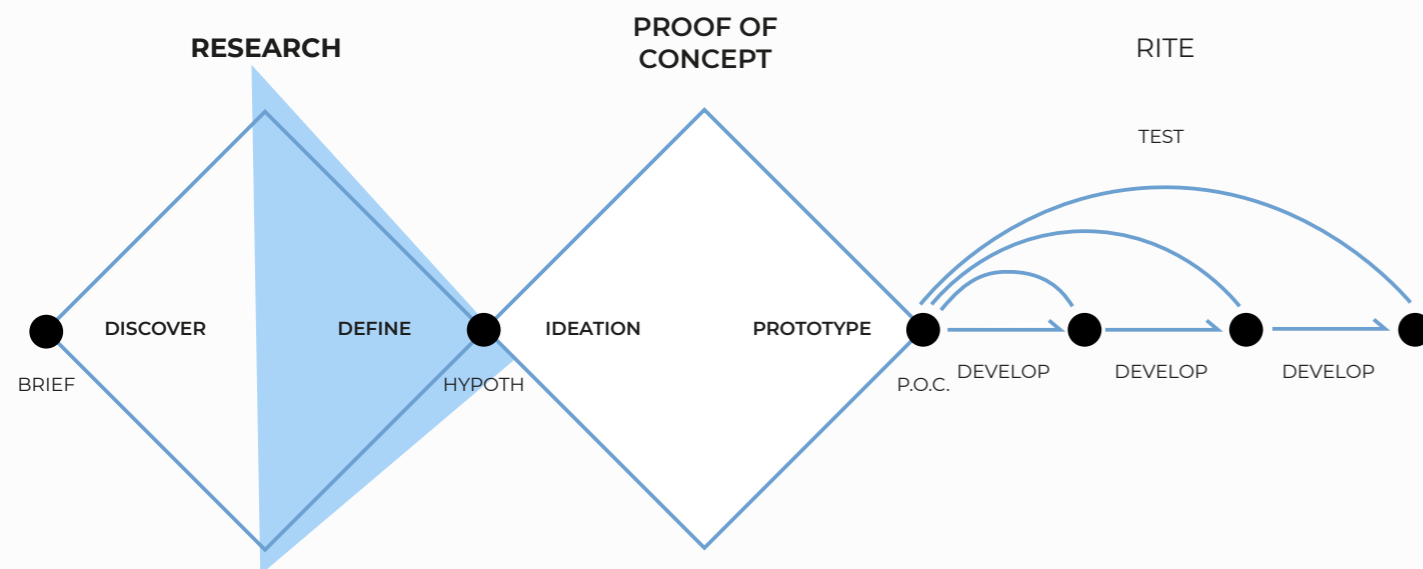 RESEARCH
PROOF OF
CONCEPT
RITE
TEST
DISCOVER
DEFINE
IDEATION
PROTOTYPE
BRIEF
HYPOTH
P.O.C.
DEVELOP
DEVELOP
DEVELOP